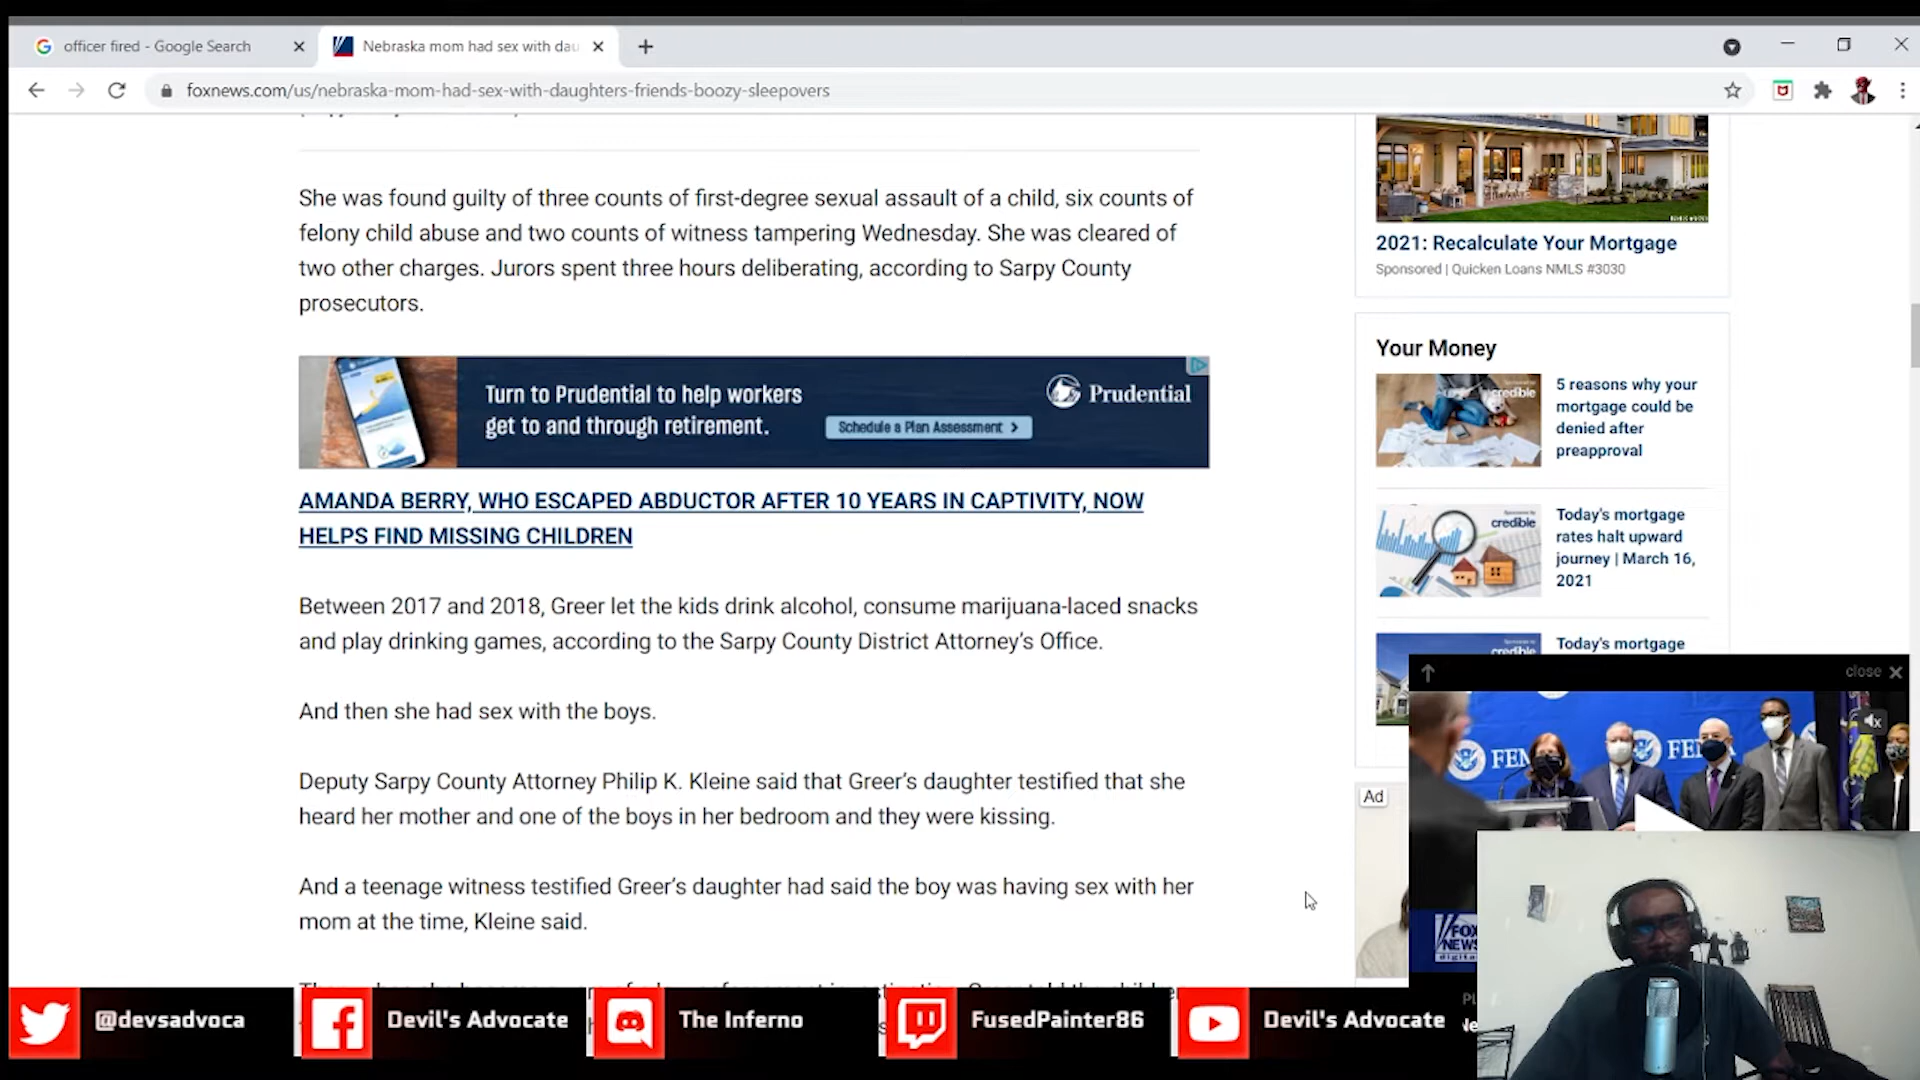 officer fired - Google Search
Nebraska mom had sex with dau
foxnews.com/us/nebraska-mom-had-sex-with-daughters-friends-boozy-sleepovers
She was found guilty of three counts of first-degree sexual assault of a child, six counts of
felony child abuse and two counts of witness tampering Wednesday. She was cleared of
two other charges. Jurors spent three hours deliberating, according to Sarpy County
prosecutors.
Turn to Prudential to help workers
get to and through retirement.
Schedule a Plan Assessment
Prudential
AMANDA BERRY, WHO ESCAPED ABDUCTOR AFTER 10 YEARS IN CAPTIVITY, NOW
HELPS FIND MISSING CHILDREN
Between 2017 and 2018, Greer let the kids drink alcohol, consume marijuana-laced snacks
and play drinking games, according to the Sarpy County District Attorney's Office.
And then she had sex with the boys.
Deputy Sarpy County Attorney Philip K. Kleine said that Greer's daughter testified that she
heard her mother and one of the boys in her bedroom and they were kissing.
And a teenage witness testified Greer's daughter had said the boy was having sex with her
mom at the time, Kleine said.
2021: Recalculate Your Mortgage
Sponsored | Quicken Loans NMLS #3030
Your Money
credible
5 reasons why your
mortgage could be
denied after
preapproval
credible
Today's mortgage
rates halt upward
journey | March 16,
2021
credible
Today's mortgage
close
Ad
FEMA
FOX
NEWS
digital
@devsadvoca
Devil's Advocate
The Inferno
FusedPainter86
Devil's Advocate